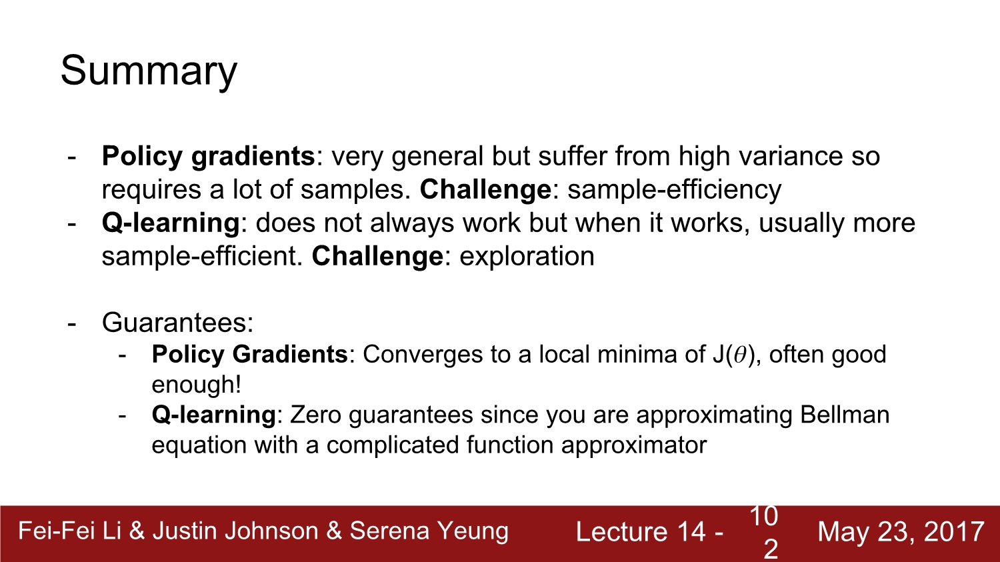 Summary
- Policy gradients: very general but suffer from high variance so
requires a lot of samples. Challenge: sample-efficiency
- Q-learning: does not always work but when it works, usually more
sample-efficient. Challenge: exploration
- Guarantees:
- Policy Gradients: Converges to a local minima of J(θ), often good
enough!
- Q-learning: Zero guarantees since you are approximating Bellman
equation with a complicated function approximator
Fei-Fei Li & Justin Johnson & Serena Yeung
Lecture 14 -
10
2
May 23, 2017